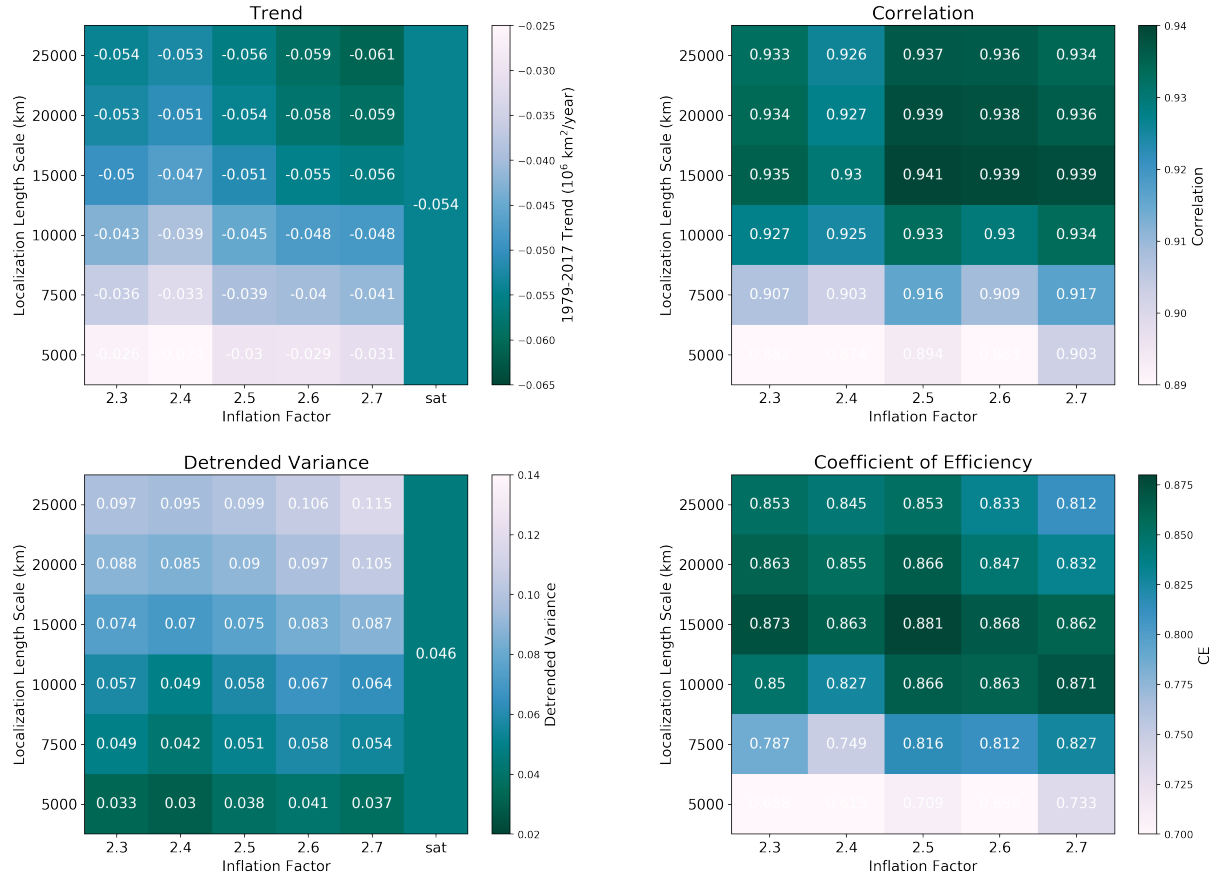 Trend
Localization Length Scale (km)
25000 -0.054 -0.053 -0.056 -0.059 -0.061
20000 -0.053 -0.051 -0.054 -0.058 -0.059
15000 -0.05 -0.047 -0.051 -0.055 -0.056
-0.054
10000 -0.043 -0.039 -0.045 -0.048 -0.048
7500 -0.036 -0.033 -0.039 -0.04 -0.041
5000 -0.026 -0.03 -0.029 -0.031
2.3 2.4 2.5 2.6 2.7 sat
Inflation Factor
−0.025
−0.030
−0.035
−0.040
−0.045
−0.050
−0.055
−0.060
−0.065
1979-2017 Trend (10⁶ km²/year)
Correlation
Localization Length Scale (km)
25000 0.933 0.926 0.937 0.936 0.934
20000 0.934 0.927 0.939 0.938 0.936
15000 0.935 0.93 0.941 0.939 0.939
10000 0.927 0.925 0.933 0.93 0.934
7500 0.907 0.903 0.916 0.909 0.917
5000 0.894 0.903
2.3 2.4 2.5 2.6 2.7
Inflation Factor
0.94
0.93
0.92
0.91
0.90
0.89
Correlation
Detrended Variance
Localization Length Scale (km)
25000 0.097 0.095 0.099 0.106 0.115
20000 0.088 0.085 0.09 0.097 0.105
15000 0.074 0.07 0.075 0.083 0.087
0.046
10000 0.057 0.049 0.058 0.067 0.064
7500 0.049 0.042 0.051 0.058 0.054
5000 0.033 0.03 0.038 0.041 0.037
2.3 2.4 2.5 2.6 2.7 sat
Inflation Factor
0.14
0.12
0.10
0.08
0.06
0.04
0.02
Detrended Variance
Coefficient of Efficiency
Localization Length Scale (km)
25000 0.853 0.845 0.853 0.833 0.812
20000 0.863 0.855 0.866 0.847 0.832
15000 0.873 0.863 0.881 0.868 0.862
10000 0.85 0.827 0.866 0.863 0.871
7500 0.787 0.749 0.816 0.812 0.827
5000 0.709 0.733
2.3 2.4 2.5 2.6 2.7
Inflation Factor
0.875
0.850
0.825
0.800
0.775
0.750
0.725
0.700
CE